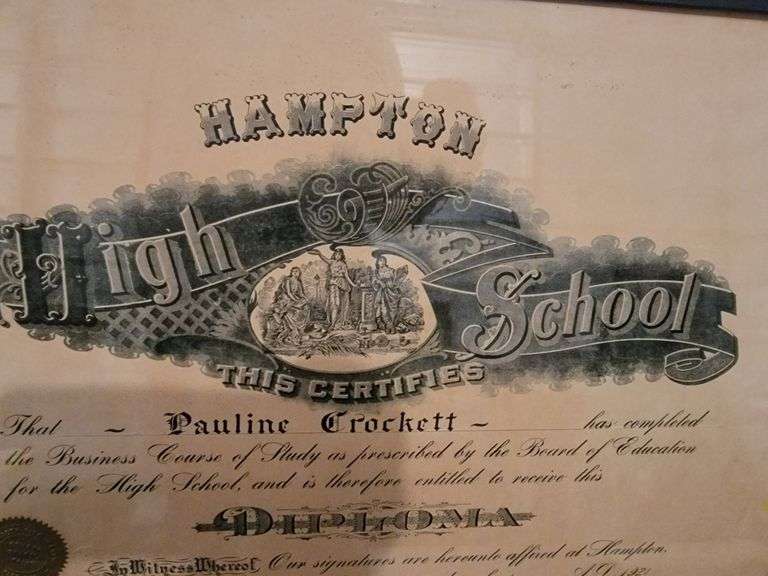 HAMPTON
High School
THIS CERTIFIES
That ~ Pauline Crockett ~ has completed
the Business Course of Study as prescribed by the Board of Education
for the High School, and is therefore entitled to receive this
DIPLOMA
In Witness Whereof, Our signatures are hereunto affixed at Hampton,
A.D. 1921